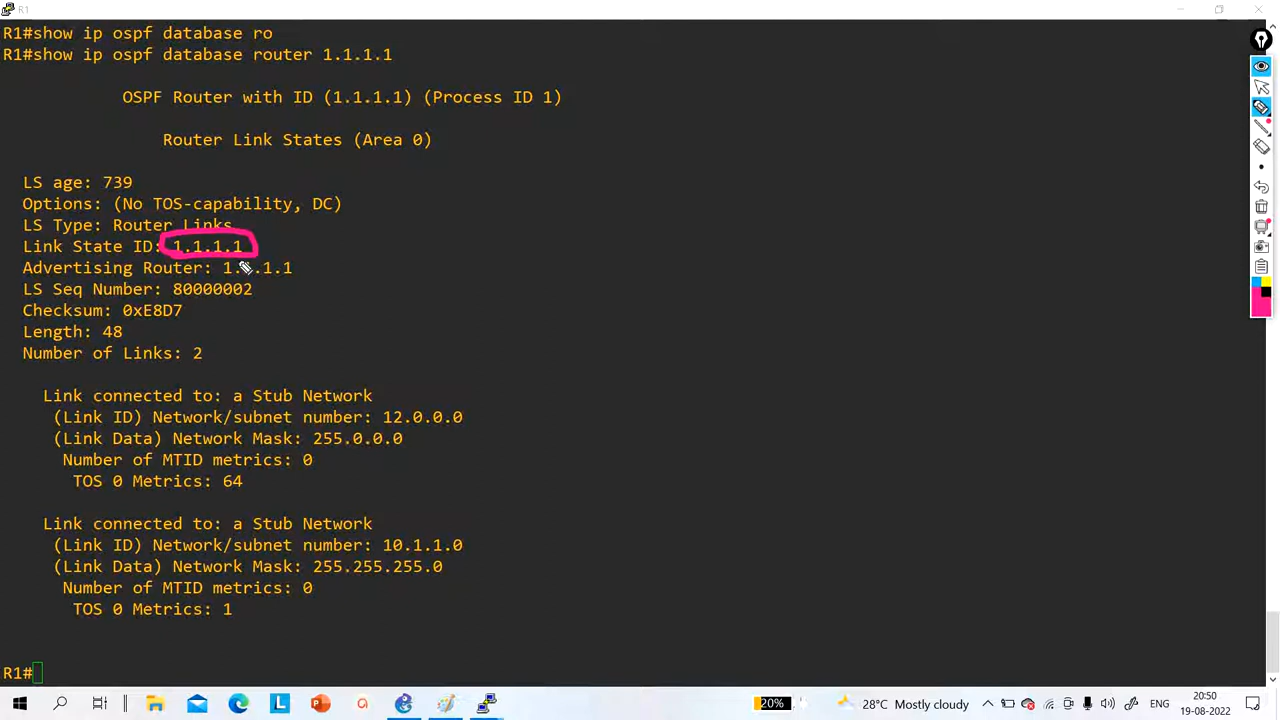 R1
R1#show ip ospf database ro
R1#show ip ospf database router 1.1.1.1
OSPF Router with ID (1.1.1.1) (Process ID 1)
Router Link States (Area 0)
LS age: 739
Options: (No TOS-capability, DC)
LS Type: Router Links
Link State ID: 1.1.1.1
Advertising Router: 1.1.1.1
LS Seq Number: 80000002
Checksum: 0xE8D7
Length: 48
Number of Links: 2
Link connected to: a Stub Network
(Link ID) Network/subnet number: 12.0.0.0
(Link Data) Network Mask: 255.0.0.0
Number of MTID metrics: 0
TOS 0 Metrics: 64
Link connected to: a Stub Network
(Link ID) Network/subnet number: 10.1.1.0
(Link Data) Network Mask: 255.255.255.0
Number of MTID metrics: 0
TOS 0 Metrics: 1
R1#
20% 28°C Mostly cloudy ENG 20:50
19-08-2022